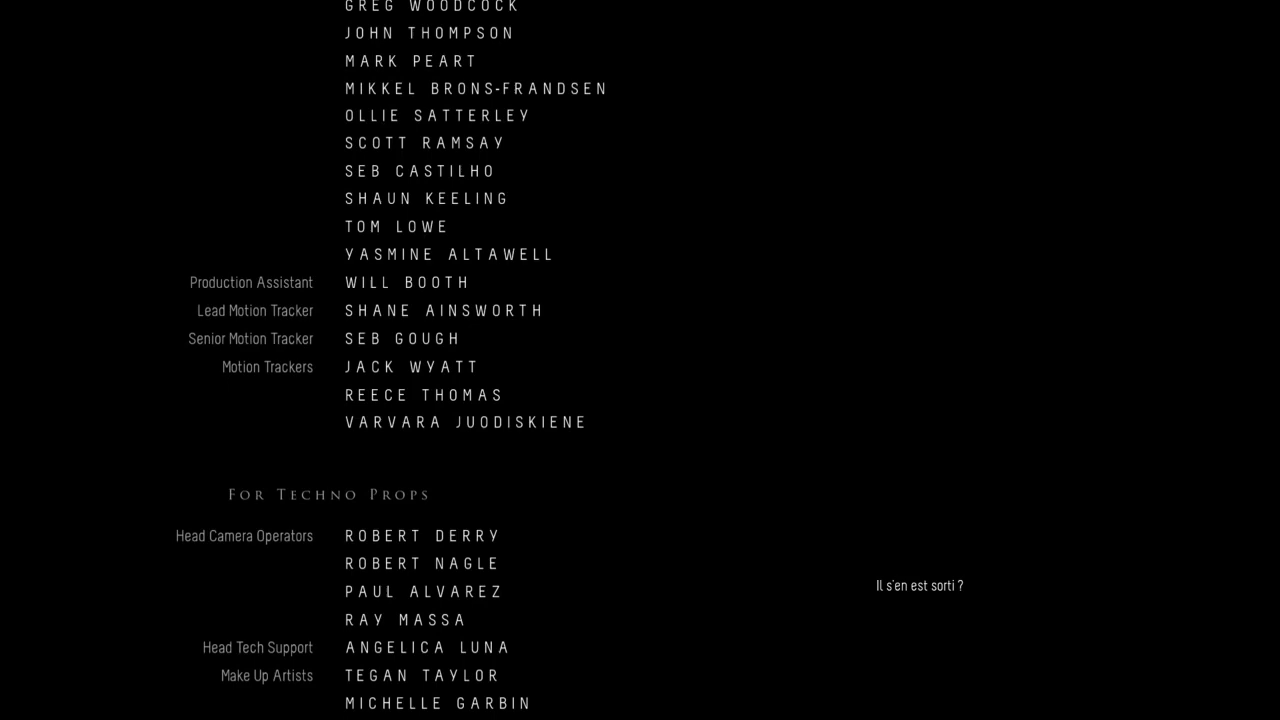 GREG WOODCOCK
JOHN THOMPSON
MARK PEART
MIKKEL BRONS-FRANDSEN
OLLIE SATTERLEY
SCOTT RAMSAY
SEB CASTILHO
SHAUN KEELING
TOM LOWE
YASMINE ALTAWELL
Production Assistant WILL BOOTH
Lead Motion Tracker SHANE AINSWORTH
Senior Motion Tracker SEB GOUGH
Motion Trackers JACK WYATT
REECE THOMAS
VARVARA JUODISKIENE
For Techno Props
Head Camera Operators ROBERT DERRY
ROBERT NAGLE
PAUL ALVAREZ
RAY MASSA
Head Tech Support ANGELICA LUNA
Make Up Artists TEGAN TAYLOR
MICHELLE GARBIN
Il s'en est sorti ?